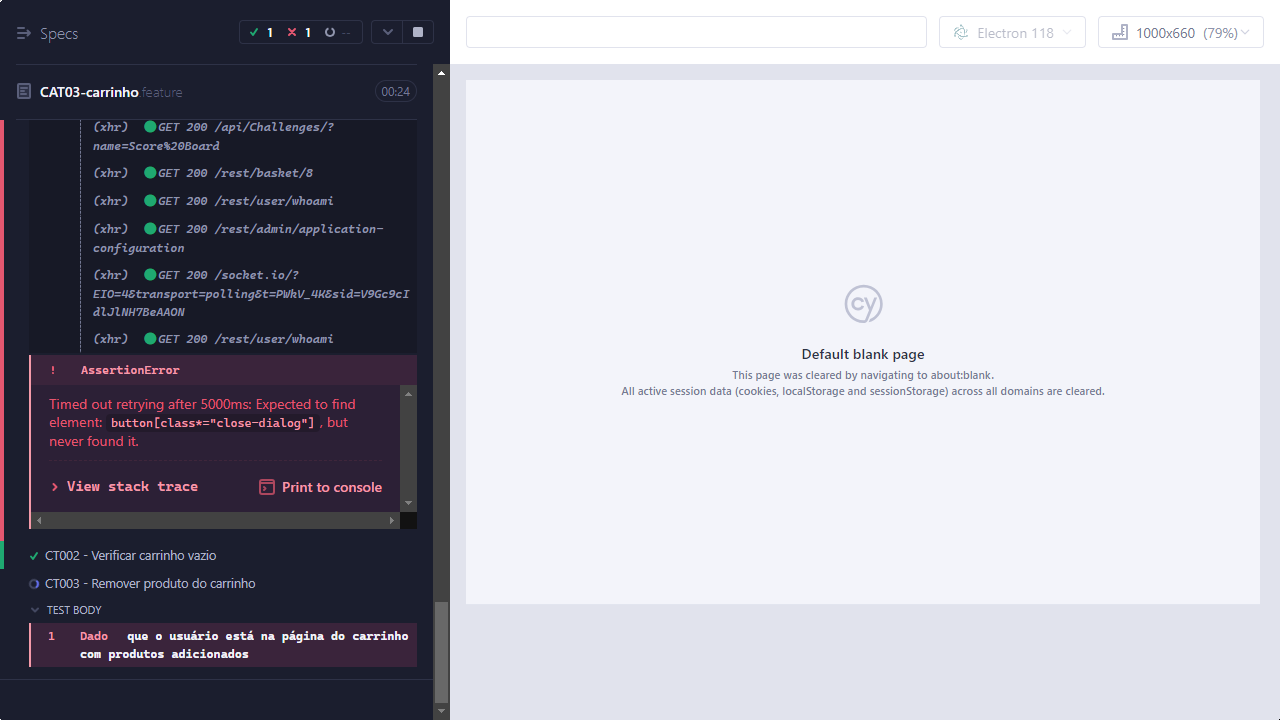 Specs
1
1
--
Electron 118
1000x660 (79%)
CAT03-carrinho.feature
00:24
(xhr) GET 200 /api/Challenges/?
name=Score%20Board
(xhr) GET 200 /rest/basket/8
(xhr) GET 200 /rest/user/whoami
(xhr) GET 200 /rest/admin/application-
configuration
(xhr) GET 200 /socket.io/?
EIO=4&transport=polling&t=PWkV_4K&sid=V9Gc9cI
dlJlNH7BeAAON
(xhr) GET 200 /rest/user/whoami
! AssertionError
Timed out retrying after 5000ms: Expected to find
element: button[class*="close-dialog"], but
never found it.
View stack trace
Print to console
CT002 - Verificar carrinho vazio
CT003 - Remover produto do carrinho
TEST BODY
1 Dado que o usuário está na página do carrinho
com produtos adicionados
cy
Default blank page
This page was cleared by navigating to about:blank.
All active session data (cookies, localStorage and sessionStorage) across all domains are cleared.